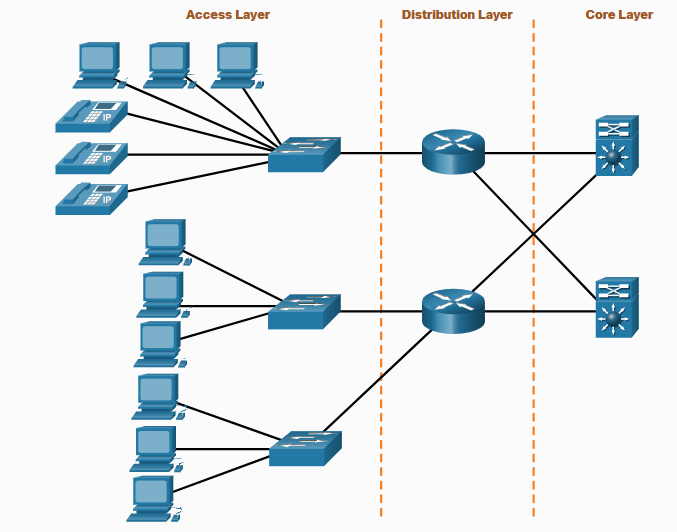 Access Layer
Distribution Layer
Core Layer
IP
IP
IP